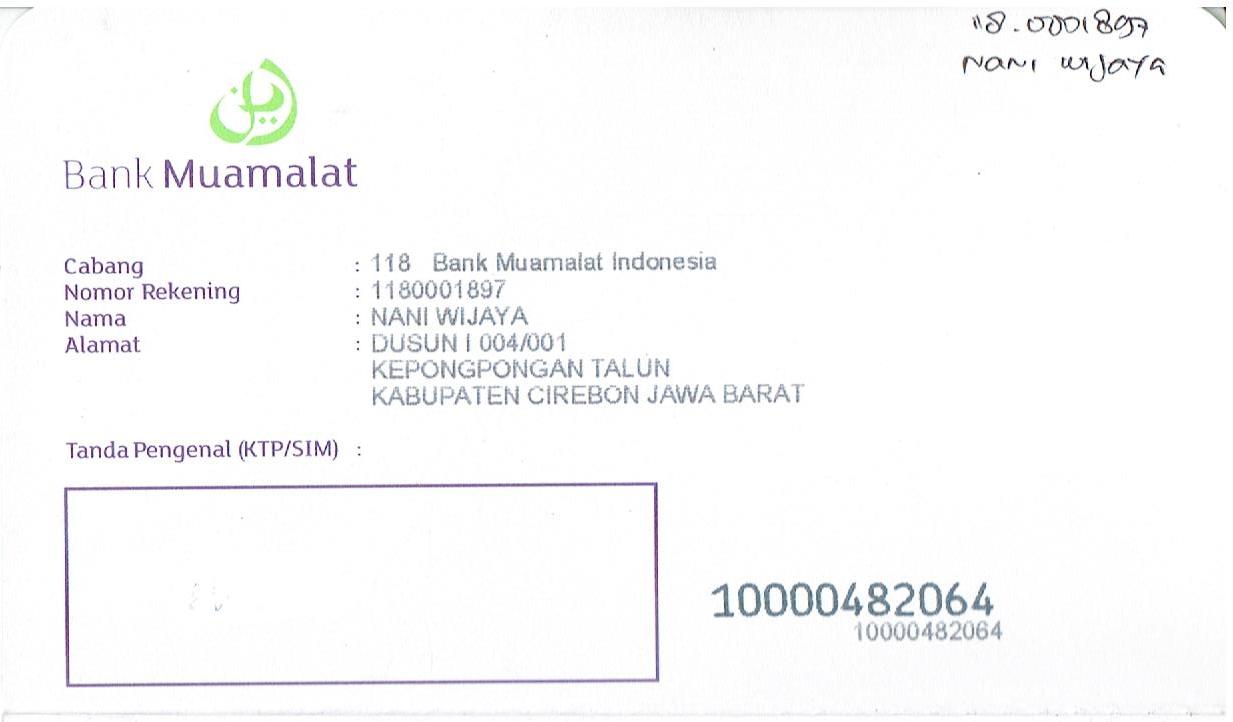 118.0001897
NANI WIJAYA
Bank Muamalat
Cabang : 118 Bank Muamalat Indonesia
Nomor Rekening : 1180001897
Nama : NANI WIJAYA
Alamat : DUSUN I 004/001
KEPONGPONGAN TALUN
KABUPATEN CIREBON JAWA BARAT
Tanda Pengenal (KTP/SIM) :
10000482064
10000482064